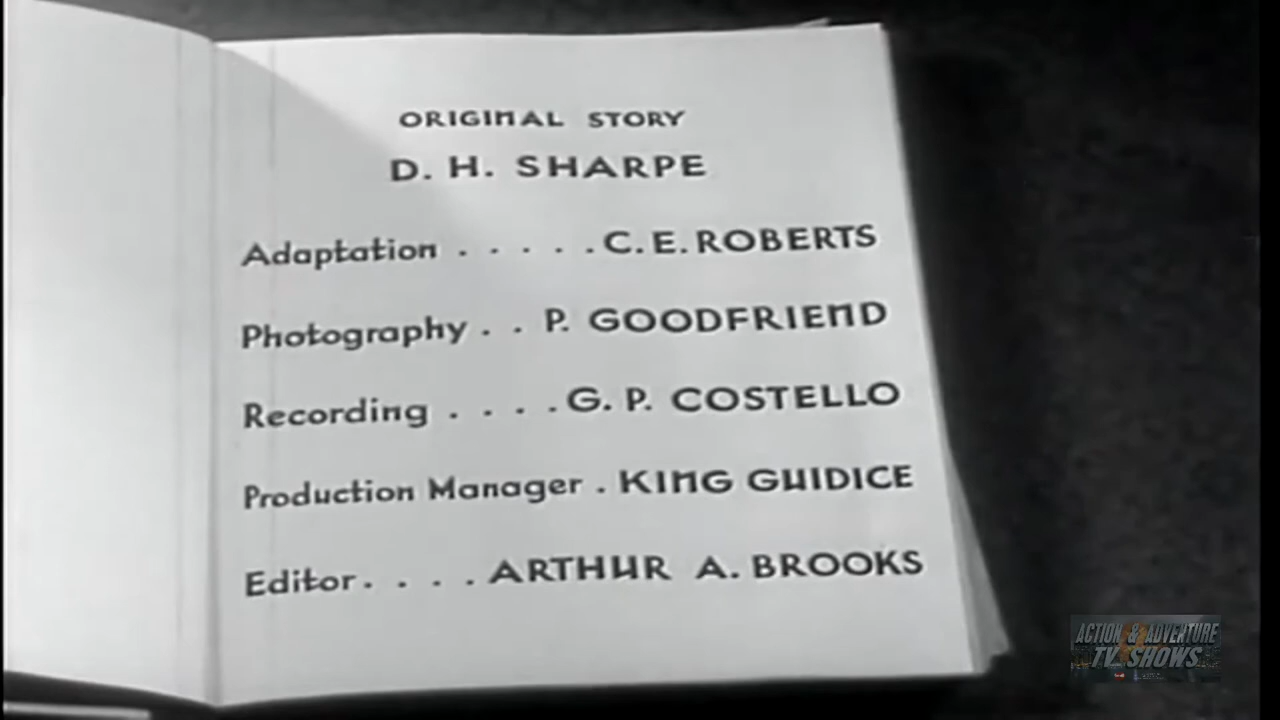 ORIGINAL STORY
D. H. SHARPE
Adaptation . . . . . C. E. ROBERTS
Photography . . P. GOODFRIEND
Recording . . . . G. P. COSTELLO
Production Manager . KING GUIDICE
Editor . . . . ARTHUR A. BROOKS
ACTION & ADVENTURE
TV SHOWS